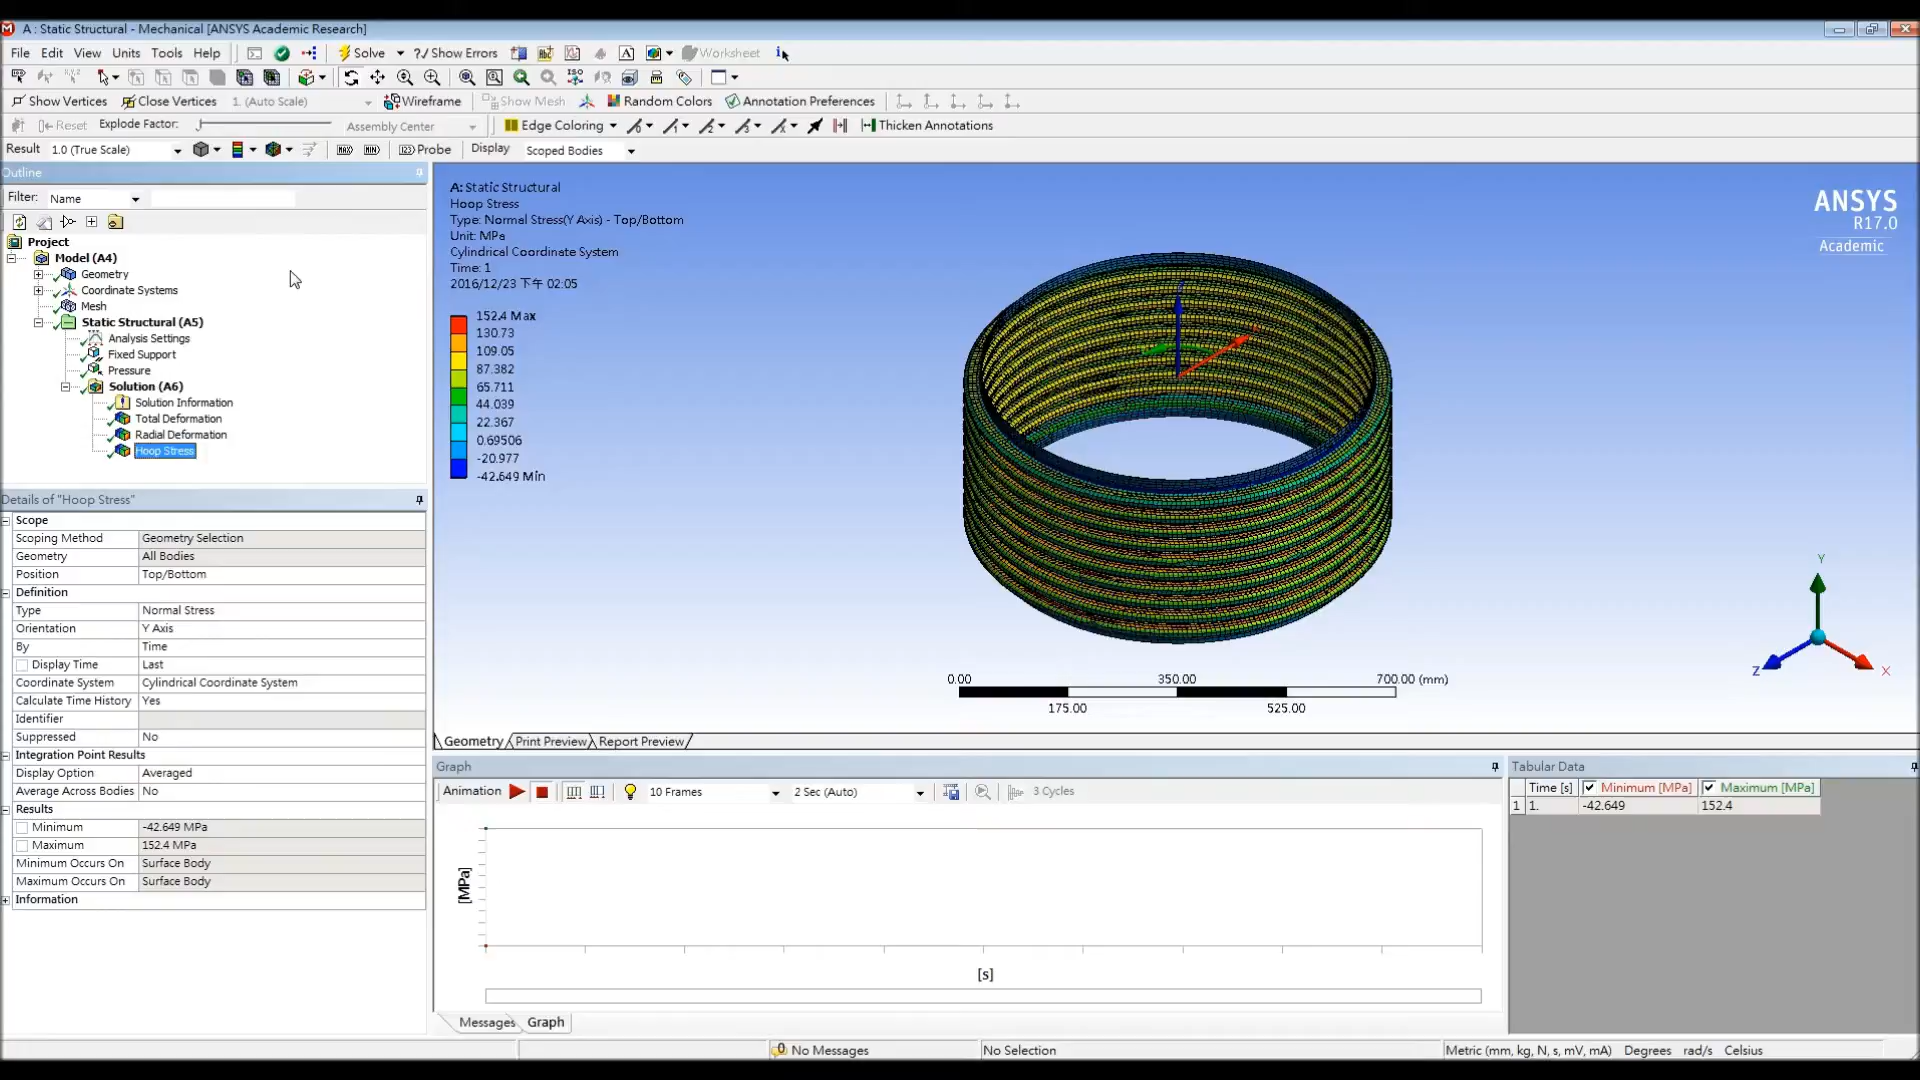 A : Static Structural - Mechanical [ANSYS Academic Research]
File Edit View Units Tools Help Solve ?/ Show Errors Worksheet
Show Vertices Close Vertices 1. (Auto Scale) Wireframe Show Mesh Random Colors Annotation Preferences
Reset Explode Factor: Assembly Center Edge Coloring Thicken Annotations
Result 1.0 (True Scale) Probe Display Scoped Bodies
Outline
Filter: Name
Project
Model (A4)
Geometry
Coordinate Systems
Mesh
Static Structural (A5)
Analysis Settings
Fixed Support
Pressure
Solution (A6)
Solution Information
Total Deformation
Radial Deformation
Hoop Stress
Details of "Hoop Stress"
Scope
Scoping Method Geometry Selection
Geometry All Bodies
Position Top/Bottom
Definition
Type Normal Stress
Orientation Y Axis
By Time
Display Time Last
Coordinate System Cylindrical Coordinate System
Calculate Time History Yes
Identifier
Suppressed No
Integration Point Results
Display Option Averaged
Average Across Bodies No
Results
Minimum -42.649 MPa
Maximum 152.4 MPa
Minimum Occurs On Surface Body
Maximum Occurs On Surface Body
Information
A: Static Structural
Hoop Stress
Type: Normal Stress(Y Axis) - Top/Bottom
Unit: MPa
Cylindrical Coordinate System
Time: 1
2016/12/23 下午 02:05
152.4 Max
130.73
109.05
87.382
65.711
44.039
22.367
0.69506
-20.977
-42.649 Min
ANSYS
R17.0
Academic
Y
Z
X
0.00 350.00 700.00 (mm)
175.00 525.00
Geometry Print Preview Report Preview
Graph
Animation 10 Frames 2 Sec (Auto) 3 Cycles
[MPa]
[s]
Messages Graph
Tabular Data
Time [s] Minimum [MPa] Maximum [MPa]
1 1. -42.649 152.4
0 No Messages No Selection Metric (mm, kg, N, s, mV, mA) Degrees rad/s Celsius